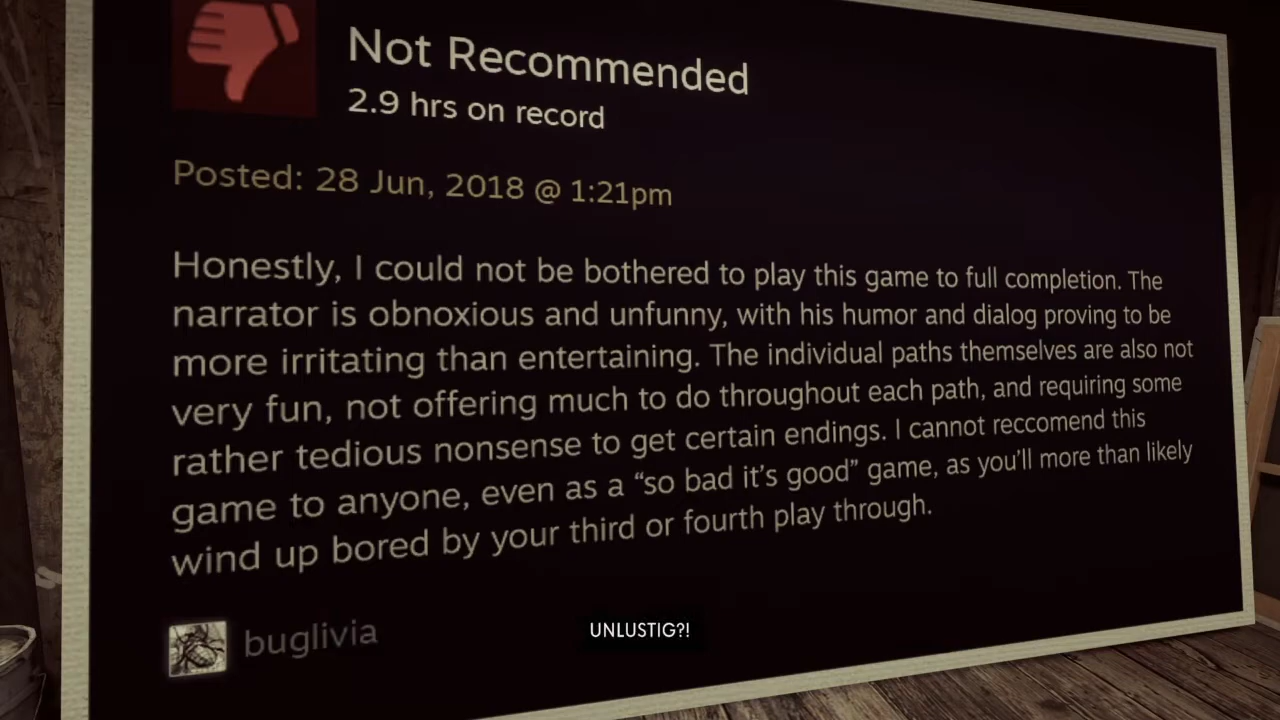 Not Recommended
2.9 hrs on record
Posted: 28 Jun, 2018 @ 1:21pm
Honestly, I could not be bothered to play this game to full completion. The
narrator is obnoxious and unfunny, with his humor and dialog proving to be
more irritating than entertaining. The individual paths themselves are also not
very fun, not offering much to do throughout each path, and requiring some
rather tedious nonsense to get certain endings. I cannot reccomend this
game to anyone, even as a “so bad it’s good” game, as you’ll more than likely
wind up bored by your third or fourth play through.
buglivia
UNLUSTIG?!